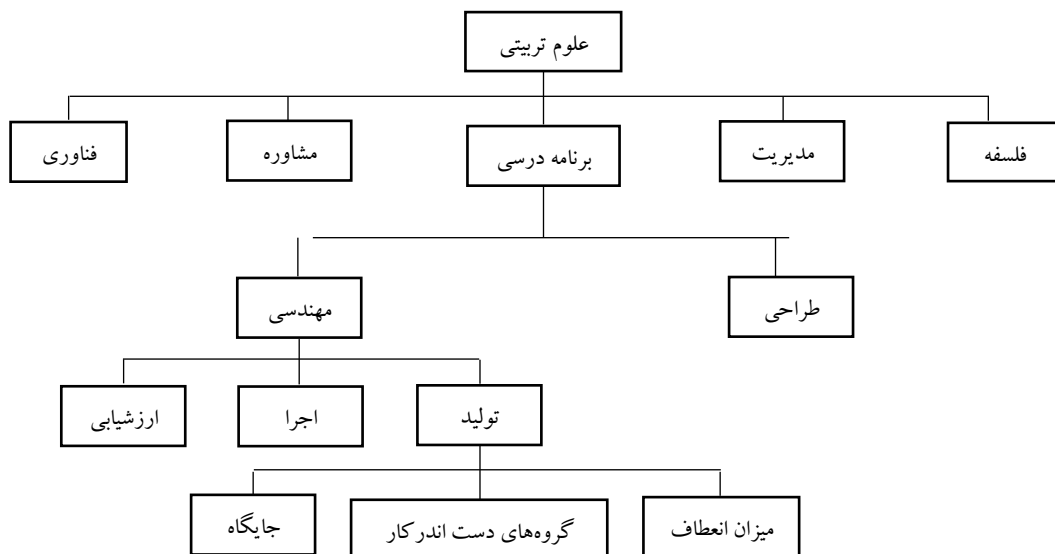 علوم تربیتی
فلسفه
مدیریت
برنامه درسی
مشاوره
فناوری
طراحی
مهندسی
تولید
اجرا
ارزشیابی
میزان انعطاف
گروه‌های دست اندرکار
جایگاه